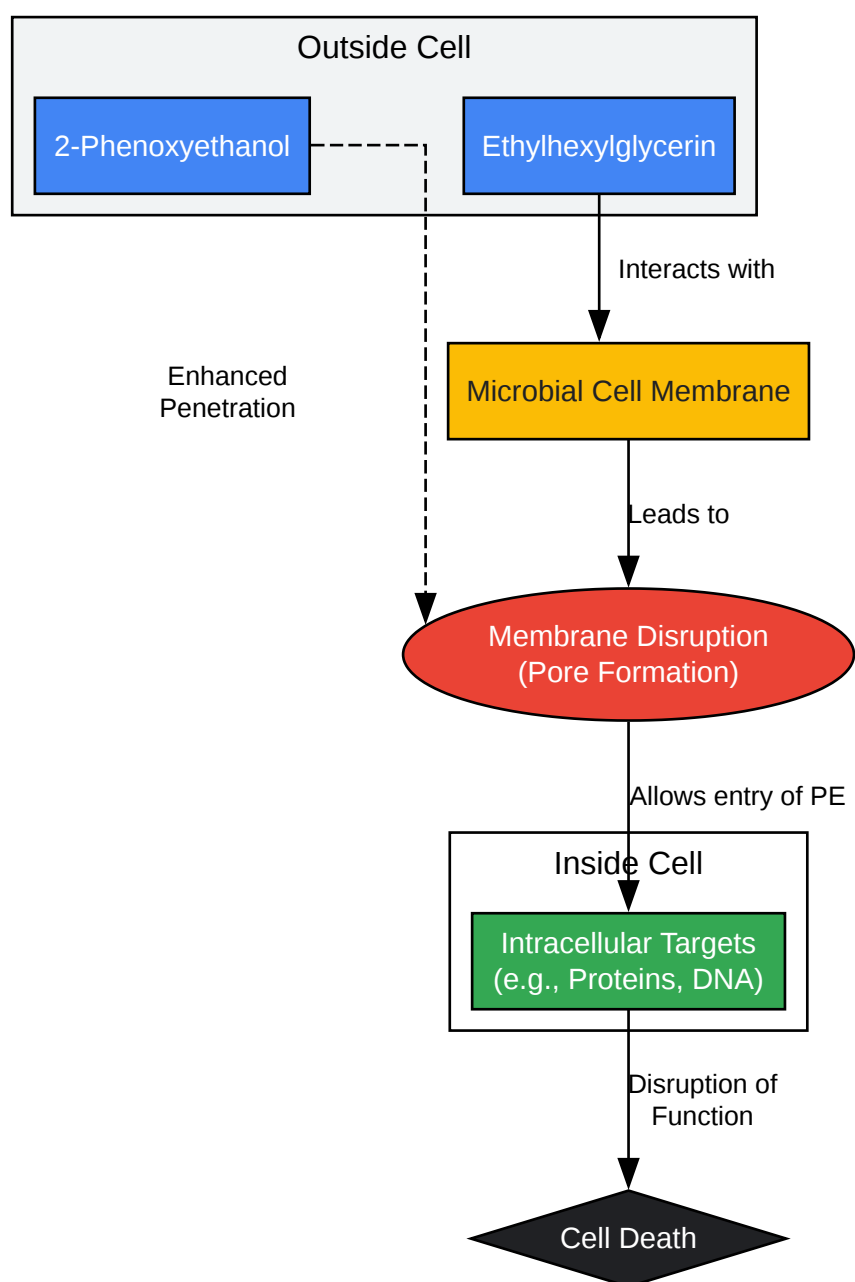 Outside Cell
2-Phenoxyethanol
Ethylhexylglycerin
Interacts with
Enhanced
Penetration
Microbial Cell Membrane
Leads to
Membrane Disruption
(Pore Formation)
Allows entry of PE
Inside Cell
Intracellular Targets
(e.g., Proteins, DNA)
Disruption of
Function
Cell Death